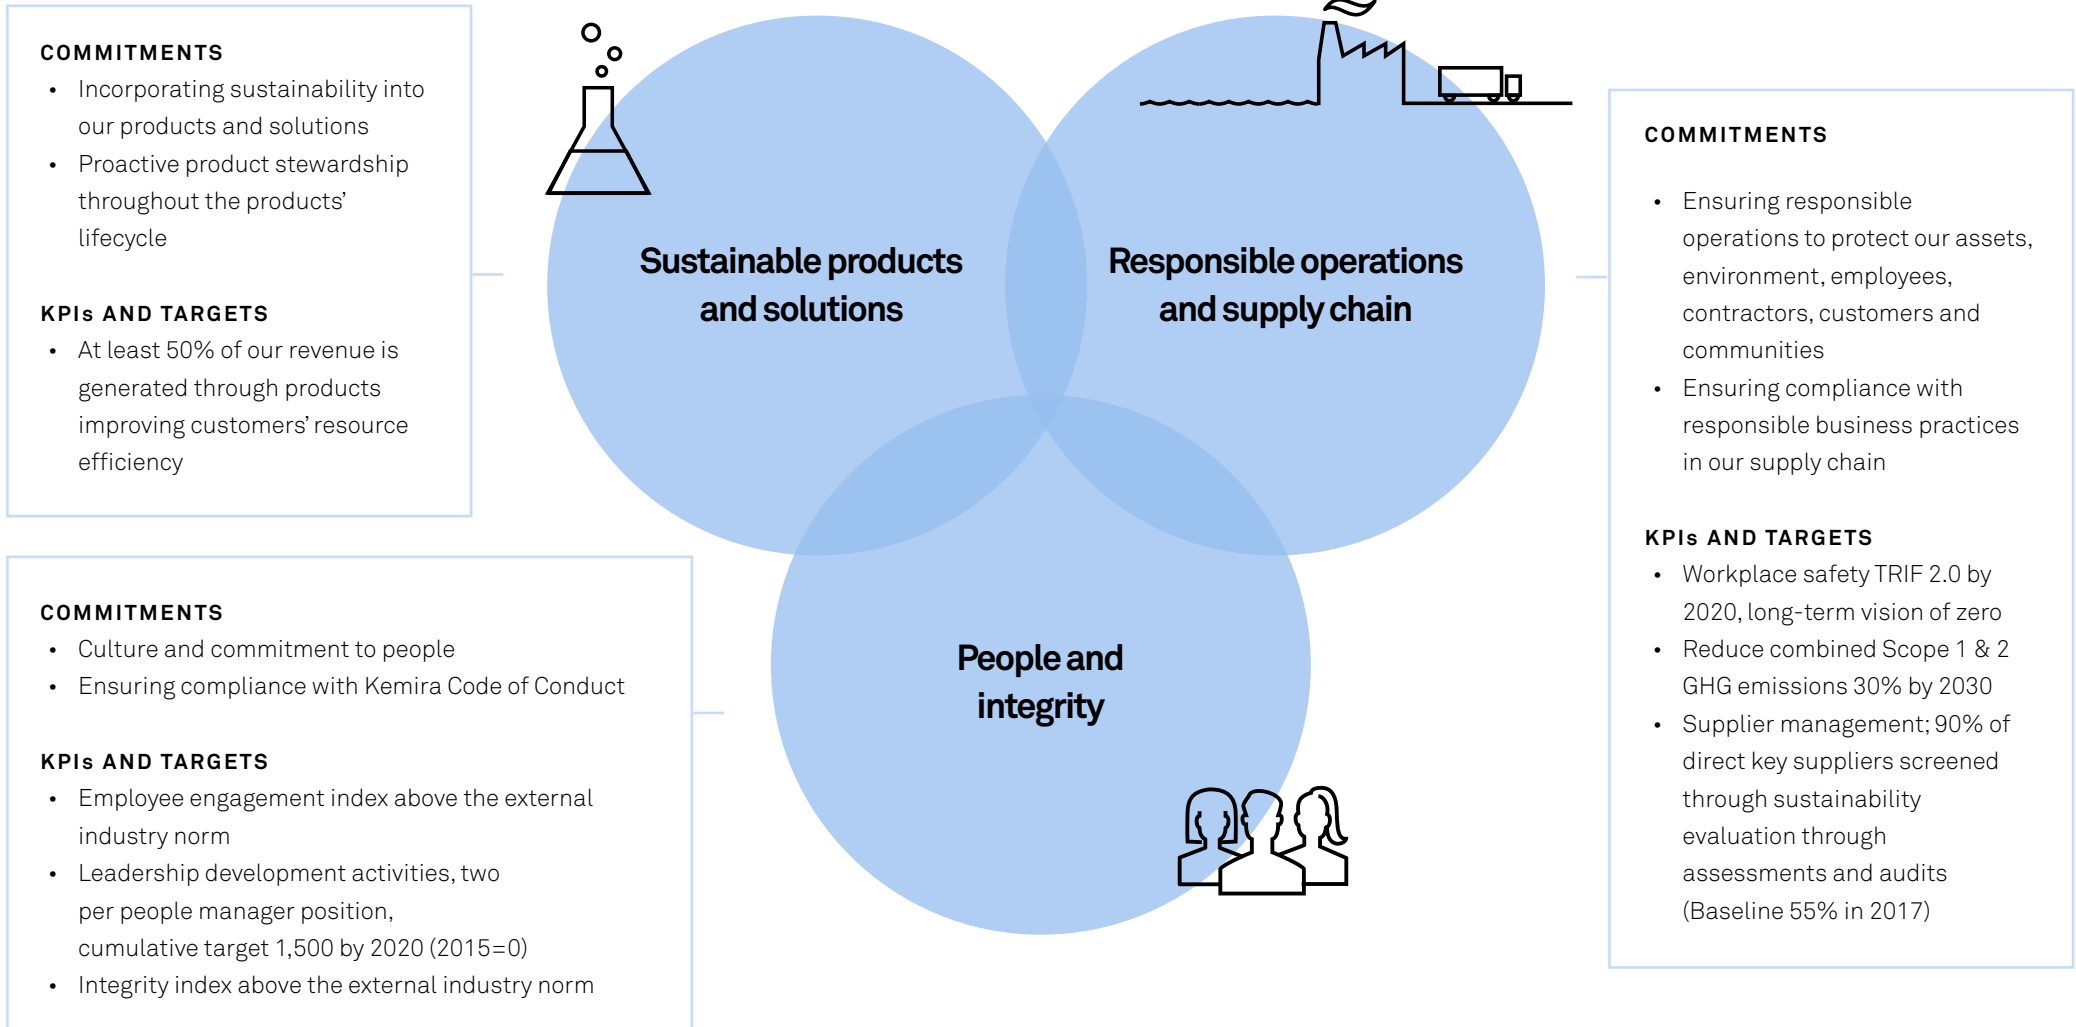 COMMITMENTS
• Incorporating sustainability into
our products and solutions
• Proactive product stewardship
throughout the products’
lifecycle
KPIs AND TARGETS
• At least 50% of our revenue is
generated through products
improving customers’ resource
efficiency
Sustainable products
and solutions
Responsible operations
and supply chain
COMMITMENTS
• Ensuring responsible
operations to protect our assets,
environment, employees,
contractors, customers and
communities
• Ensuring compliance with
responsible business practices
in our supply chain
KPIs AND TARGETS
• Workplace safety TRIF 2.0 by
2020, long-term vision of zero
• Reduce combined Scope 1 & 2
GHG emissions 30% by 2030
• Supplier management; 90% of
direct key suppliers screened
through sustainability
evaluation through
assessments and audits
(Baseline 55% in 2017)
COMMITMENTS
• Culture and commitment to people
• Ensuring compliance with Kemira Code of Conduct
KPIs AND TARGETS
• Employee engagement index above the external
industry norm
• Leadership development activities, two
per people manager position,
cumulative target 1,500 by 2020 (2015=0)
• Integrity index above the external industry norm
People and
integrity